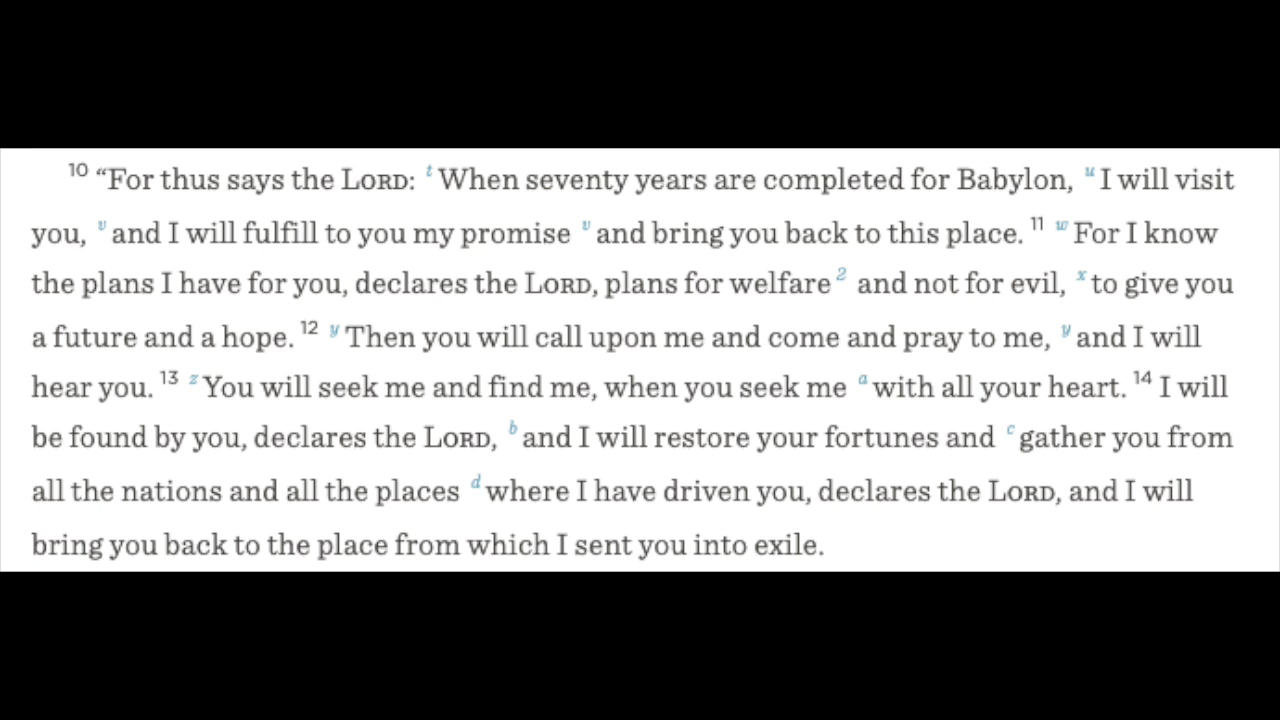 10 “For thus says the LORD: t When seventy years are completed for Babylon, u I will visit
you, v and I will fulfill to you my promise v and bring you back to this place. 11 w For I know
the plans I have for you, declares the LORD, plans for welfare 2 and not for evil, x to give you
a future and a hope. 12 y Then you will call upon me and come and pray to me, y and I will
hear you. 13 z You will seek me and find me, when you seek me a with all your heart. 14 I will
be found by you, declares the LORD, b and I will restore your fortunes and c gather you from
all the nations and all the places d where I have driven you, declares the LORD, and I will
bring you back to the place from which I sent you into exile.